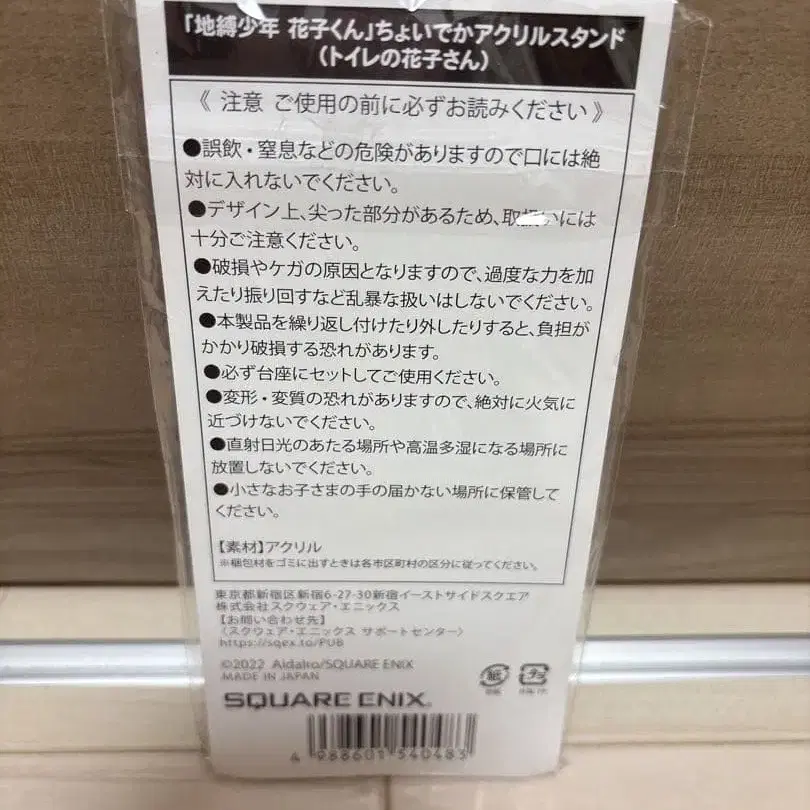 「地縛少年 花子くん」ちょいでかアクリルスタンド
（トイレの花子さん）
《 注意 ご使用の前に必ずお読みください 》
●誤飲・窒息などの危険がありますので口には絶
対に入れないでください。
●デザイン上、尖った部分があるため、取扱いには
十分ご注意ください。
●破損やケガの原因となりますので、過度な力を加
えたり振り回すなど乱暴な扱いはしないでください。
●本製品を繰り返し付けたり外したりすると、負担が
かかり破損する恐れがあります。
●必ず台座にセットしてご使用ください。
●変形・変質の恐れがありますので、絶対に火気に
近づけないでください。
●直射日光のあたる場所や高温多湿になる場所に
放置しないでください。
●小さなお子さまの手の届かない場所に保管して
ください。
【素材】アクリル
※梱包材をゴミに出すときは各市区町村の区分に従ってください。
東京都新宿区新宿6-27-30新宿イーストサイドスクエア
株式会社スクウェア・エニックス
【お問い合わせ先】
〈スクウェア・エニックス サポートセンター〉
https://sqex.to/PUB
©2022 AidaIro/SQUARE ENIX
MADE IN JAPAN
紙 プラ
SQUARE ENIX.
4 988601 540483